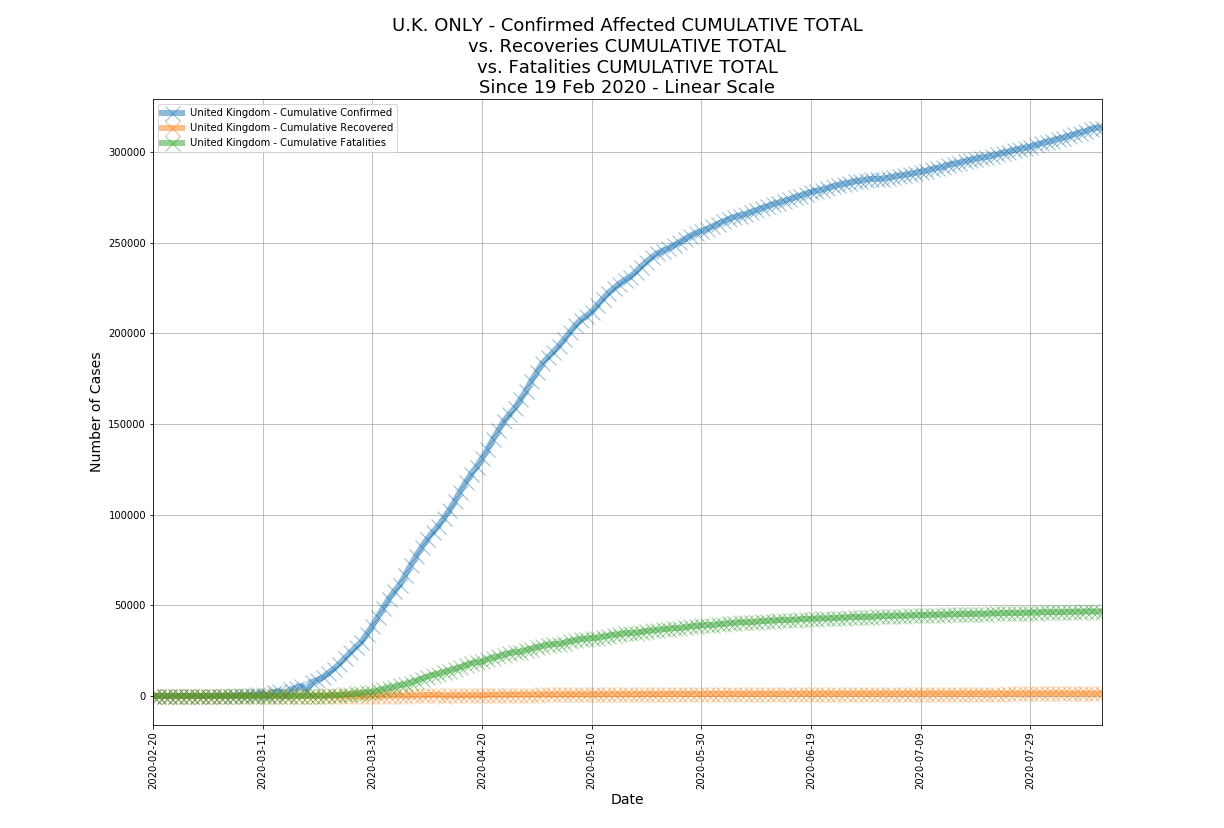 U.K. ONLY - Confirmed Affected CUMULATIVE TOTAL
vs. Recoveries CUMULATIVE TOTAL
vs. Fatalities CUMULATIVE TOTAL
Since 19 Feb 2020 - Linear Scale
United Kingdom - Cumulative Confirmed
United Kingdom - Cumulative Recovered
United Kingdom - Cumulative Fatalities
Number of Cases
300000
250000
200000
150000
100000
50000
0
2020-02-20
2020-03-11
2020-03-31
2020-04-20
2020-05-10
2020-05-30
2020-06-19
2020-07-09
2020-07-29
Date